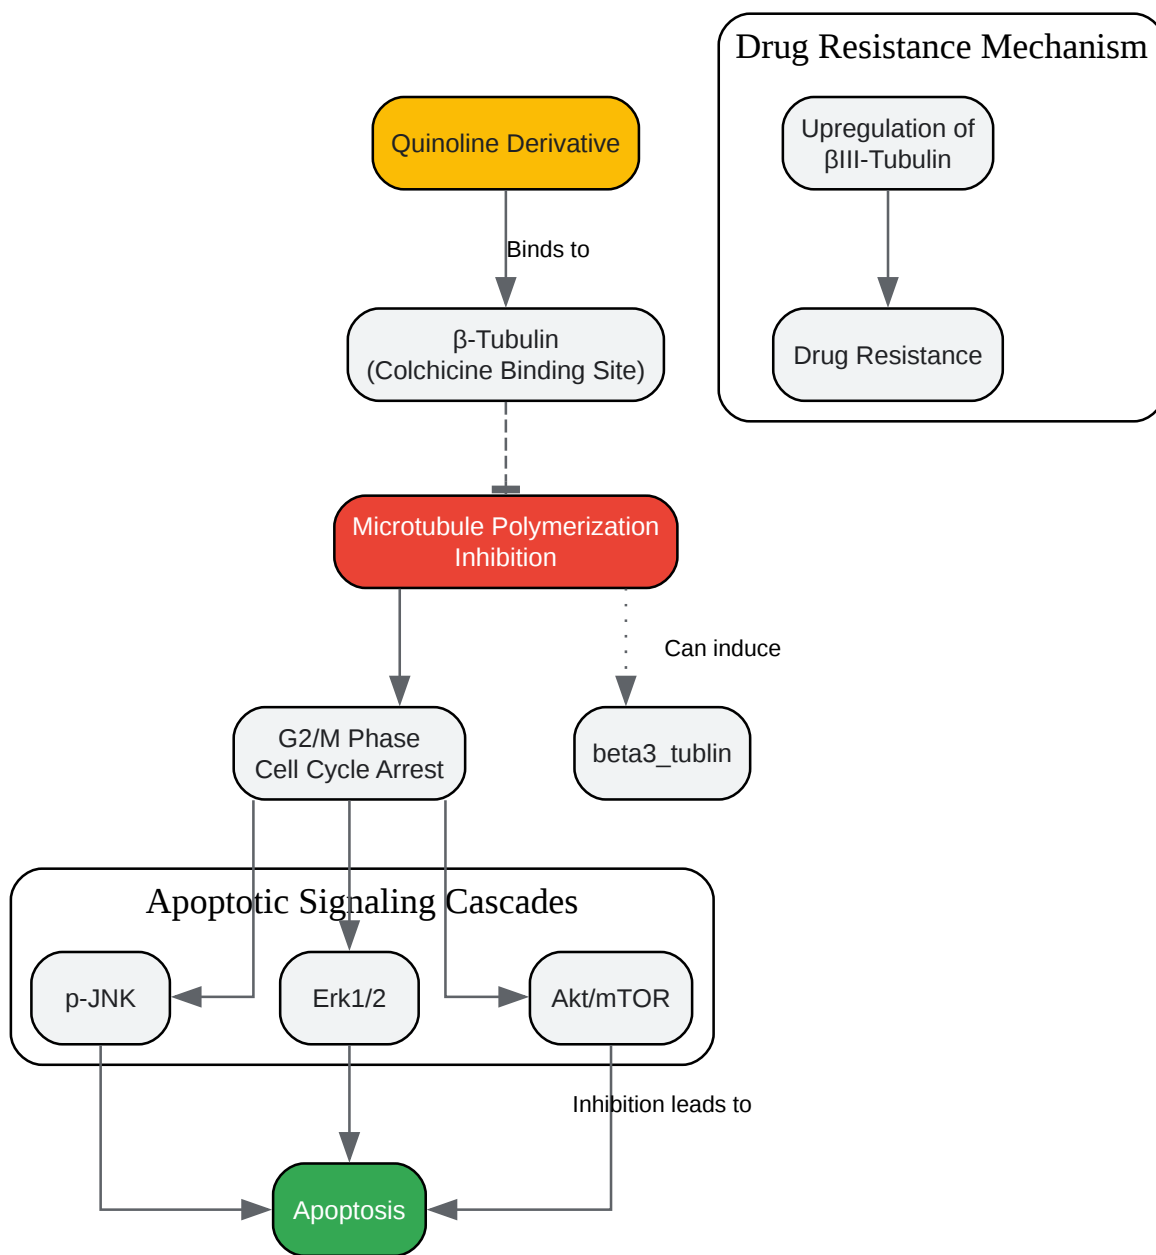 Drug Resistance Mechanism
Quinoline Derivative
Upregulation of
βIII-Tubulin
Binds to
β-Tubulin
(Colchicine Binding Site)
Drug Resistance
Microtubule Polymerization
Inhibition
Can induce
G2/M Phase
Cell Cycle Arrest
beta3_tublin
Apoptotic Signaling Cascades
p-JNK
Erk1/2
Akt/mTOR
Inhibition leads to
Apoptosis